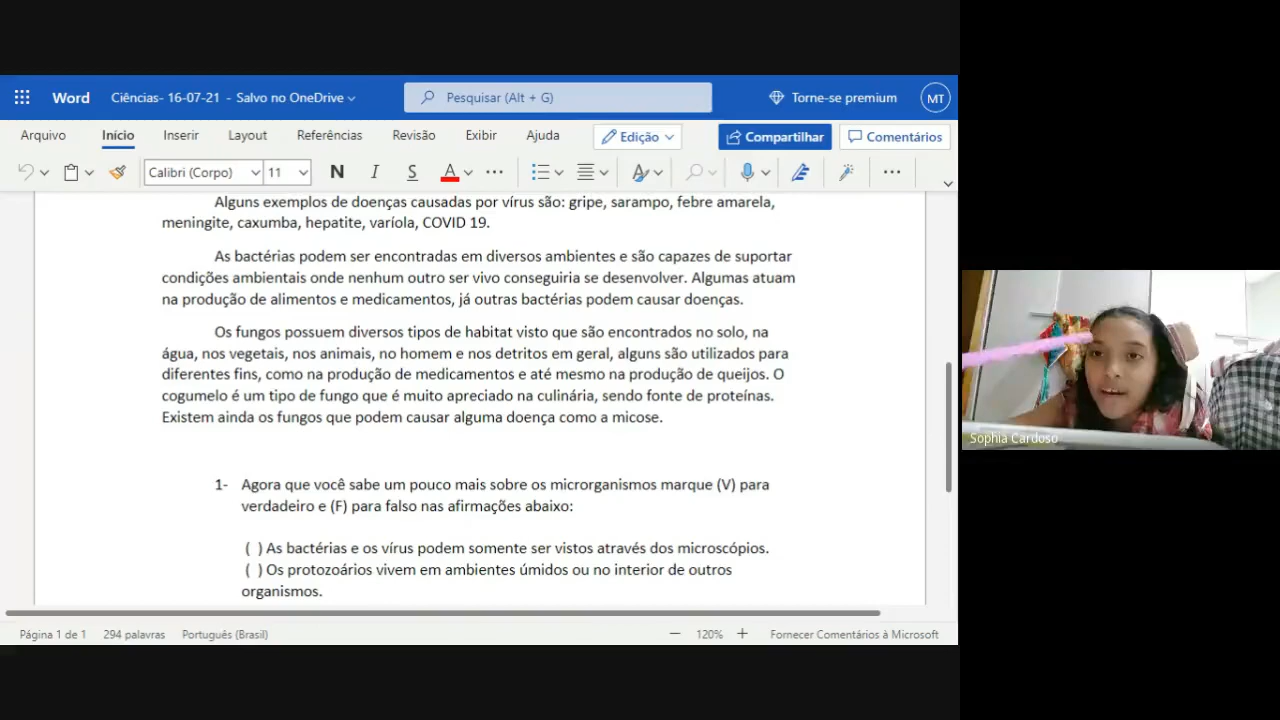 Word Ciências- 16-07-21 - Salvo no OneDrive Pesquisar (Alt + G) Torne-se premium MT
Arquivo Início Inserir Layout Referências Revisão Exibir Ajuda Edição Compartilhar Comentários
Calibri (Corpo) 11 N I S A
Alguns exemplos de doenças causadas por vírus são: gripe, sarampo, febre amarela,
meningite, caxumba, hepatite, varíola, COVID 19.
As bactérias podem ser encontradas em diversos ambientes e são capazes de suportar
condições ambientais onde nenhum outro ser vivo conseguiria se desenvolver. Algumas atuam
na produção de alimentos e medicamentos, já outras bactérias podem causar doenças.
Os fungos possuem diversos tipos de habitat visto que são encontrados no solo, na
água, nos vegetais, nos animais, no homem e nos detritos em geral, alguns são utilizados para
diferentes fins, como na produção de medicamentos e até mesmo na produção de queijos. O
cogumelo é um tipo de fungo que é muito apreciado na culinária, sendo fonte de proteínas.
Existem ainda os fungos que podem causar alguma doença como a micose.
1- Agora que você sabe um pouco mais sobre os microrganismos marque (V) para
verdadeiro e (F) para falso nas afirmações abaixo:
( ) As bactérias e os vírus podem somente ser vistos através dos microscópios.
( ) Os protozoários vivem em ambientes úmidos ou no interior de outros
organismos.
Página 1 de 1 294 palavras Português (Brasil) 120% Fornecer Comentários à Microsoft
Sophia Cardoso